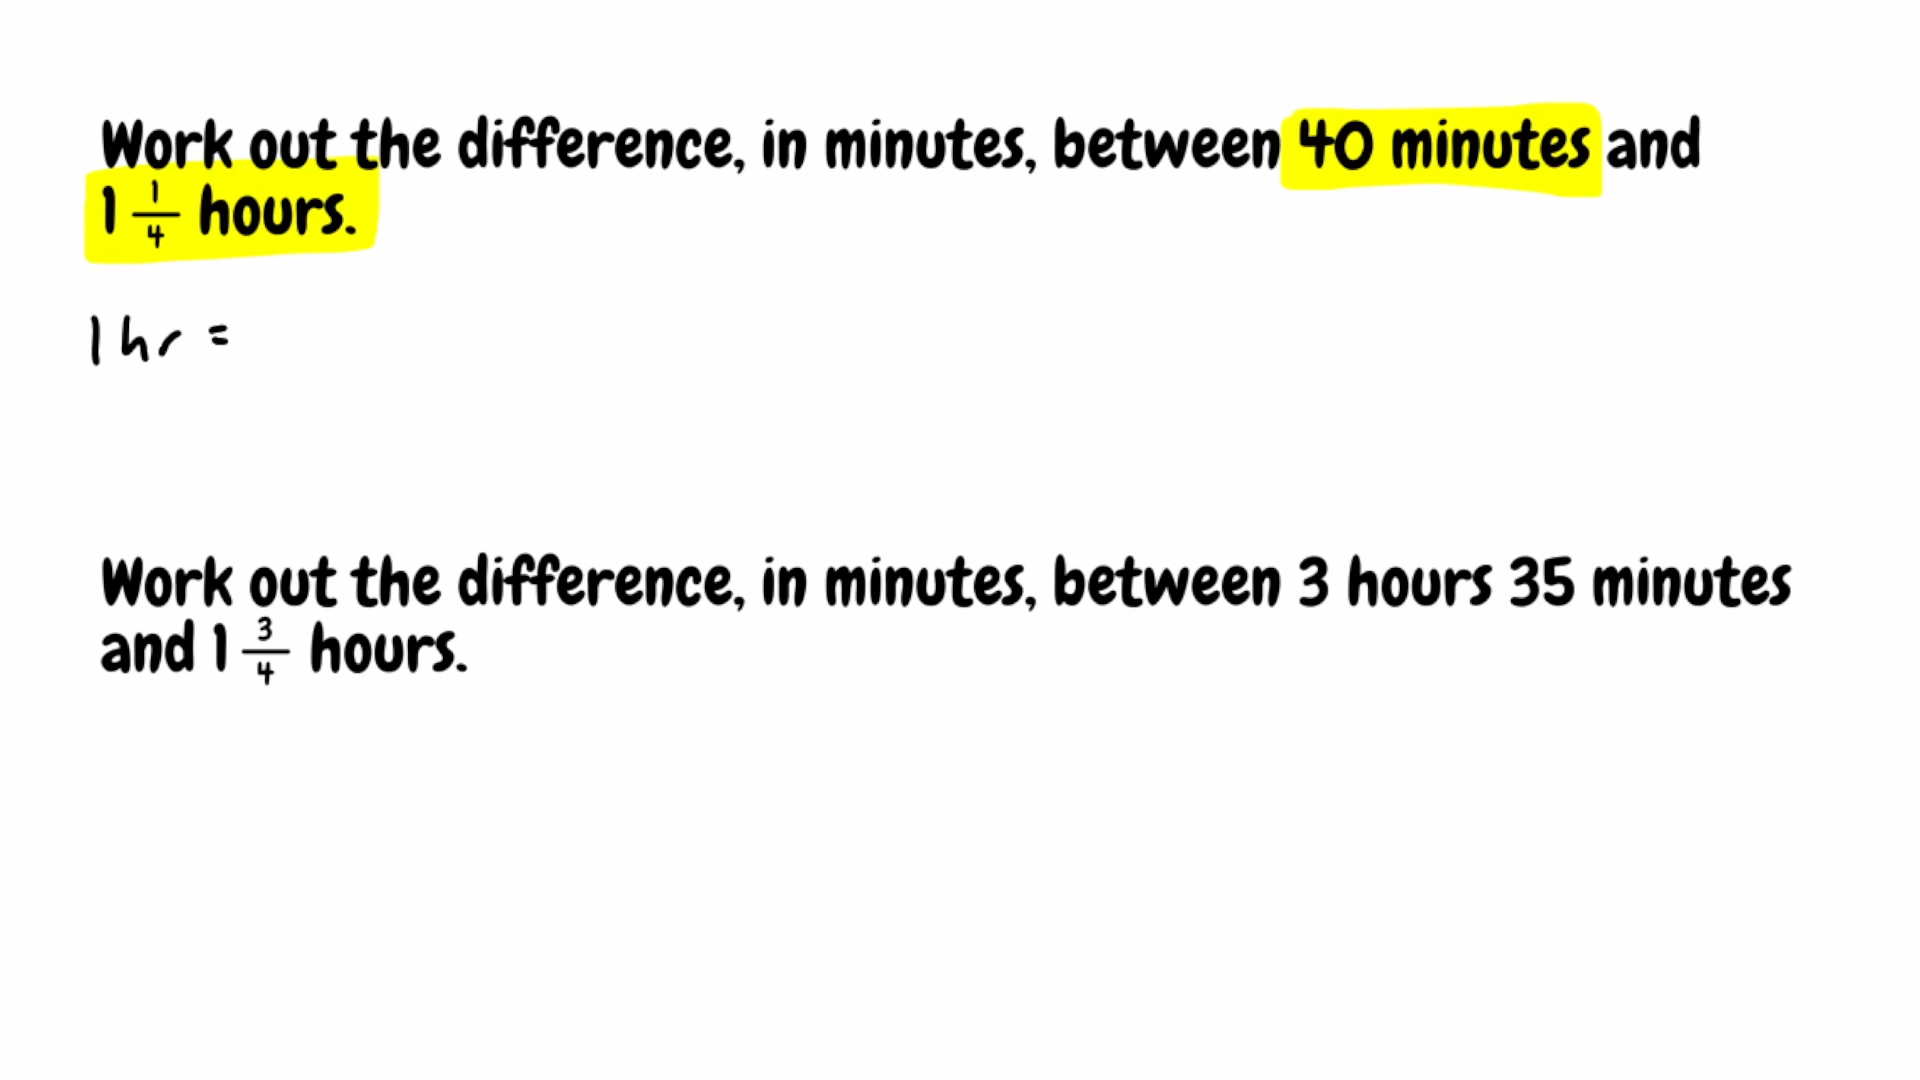 Work out the difference, in minutes, between 40 minutes and
1 1/4 hours.
1 hr =
Work out the difference, in minutes, between 3 hours 35 minutes
and 1 3/4 hours.